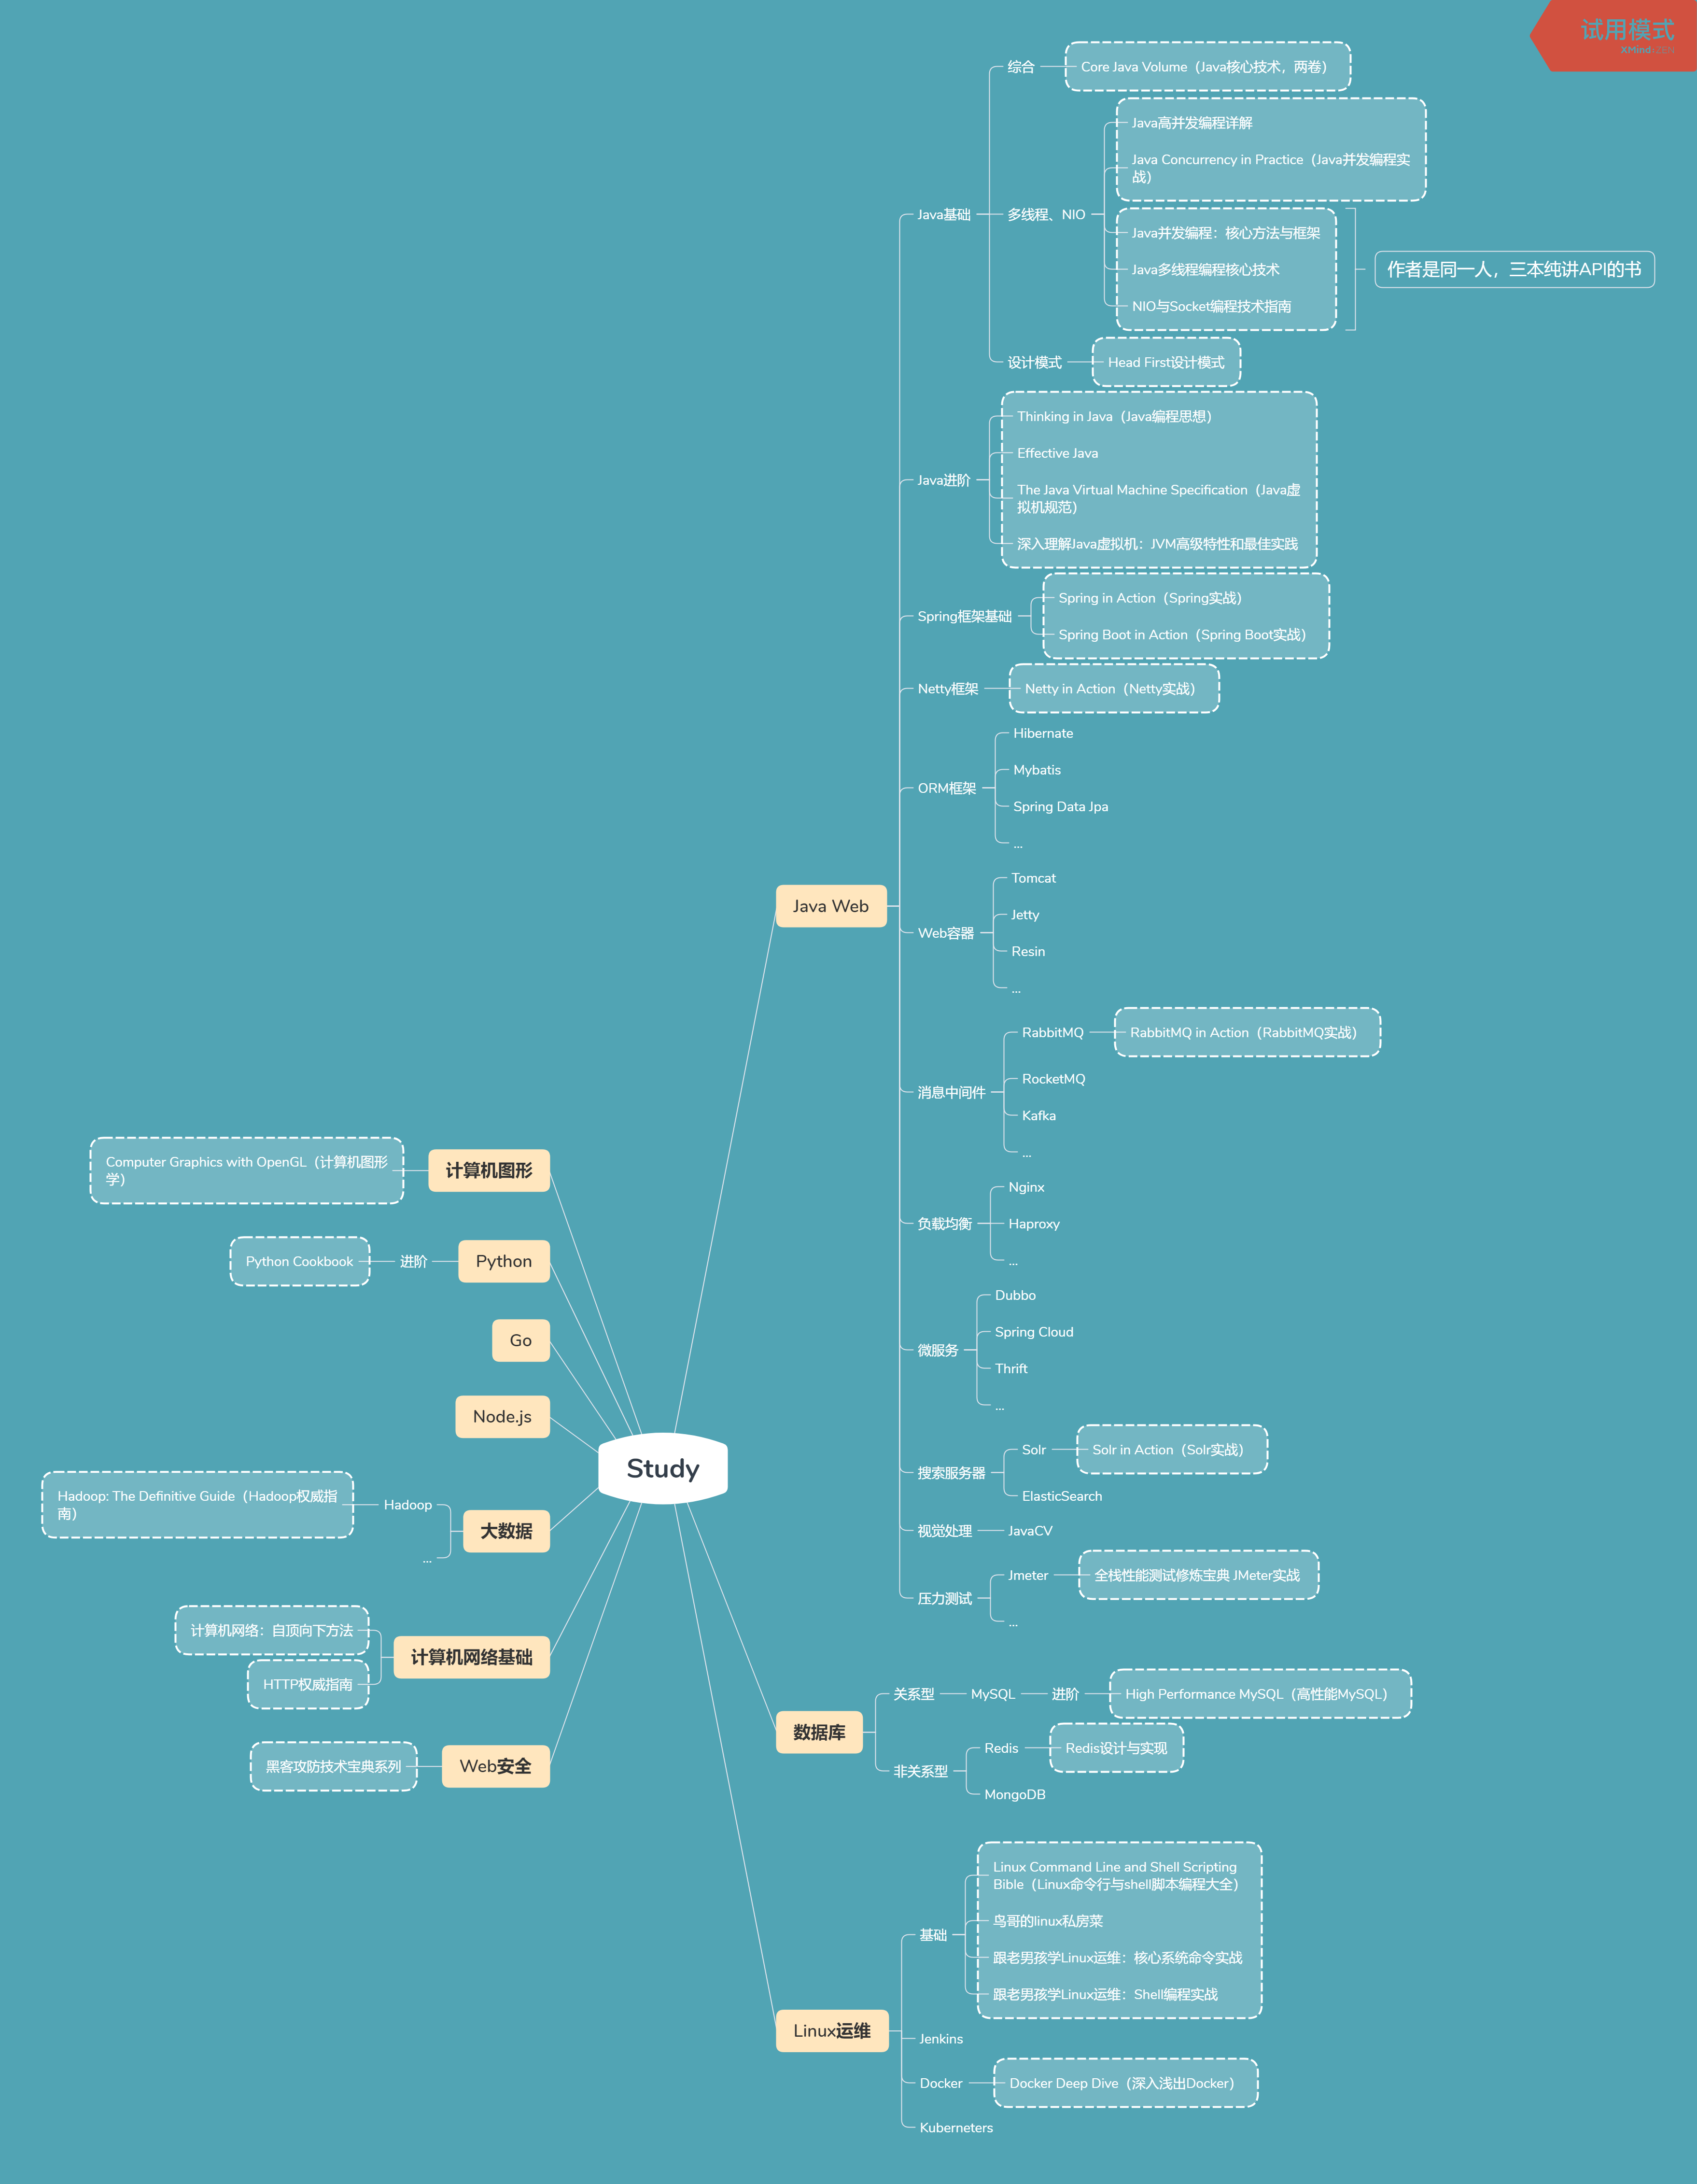 试用模式
XMind:ZEN
Study
Java Web
Java基础
综合
Core Java Volume（Java核心技术，两卷）
多线程、NIO
Java高并发编程详解
Java Concurrency in Practice（Java并发编程实
战）
Java并发编程：核心方法与框架
Java多线程编程核心技术
NIO与Socket编程技术指南
作者是同一人，三本纯讲API的书
设计模式
Head First设计模式
Java进阶
Thinking in Java（Java编程思想）
Effective Java
The Java Virtual Machine Specification（Java虚
拟机规范）
深入理解Java虚拟机：JVM高级特性和最佳实践
Spring框架基础
Spring in Action（Spring实战）
Spring Boot in Action（Spring Boot实战）
Netty框架
Netty in Action（Netty实战）
ORM框架
Hibernate
Mybatis
Spring Data Jpa
...
Web容器
Tomcat
Jetty
Resin
...
消息中间件
RabbitMQ
RabbitMQ in Action（RabbitMQ实战）
RocketMQ
Kafka
...
负载均衡
Nginx
Haproxy
...
微服务
Dubbo
Spring Cloud
Thrift
...
搜索服务器
Solr
Solr in Action（Solr实战）
ElasticSearch
视觉处理
JavaCV
压力测试
Jmeter
全栈性能测试修炼宝典 JMeter实战
...
数据库
关系型
MySQL
进阶
High Performance MySQL（高性能MySQL）
非关系型
Redis
Redis设计与实现
MongoDB
Linux运维
基础
Linux Command Line and Shell Scripting
Bible（Linux命令行与shell脚本编程大全）
鸟哥的linux私房菜
跟老男孩学Linux运维：核心系统命令实战
跟老男孩学Linux运维：Shell编程实战
Jenkins
Docker
Docker Deep Dive（深入浅出Docker）
Kuberneters
计算机图形
Computer Graphics with OpenGL（计算机图形
学）
Python
进阶
Python Cookbook
Go
Node.js
大数据
Hadoop
Hadoop: The Definitive Guide（Hadoop权威指
南）
...
计算机网络基础
计算机网络：自顶向下方法
HTTP权威指南
Web安全
黑客攻防技术宝典系列